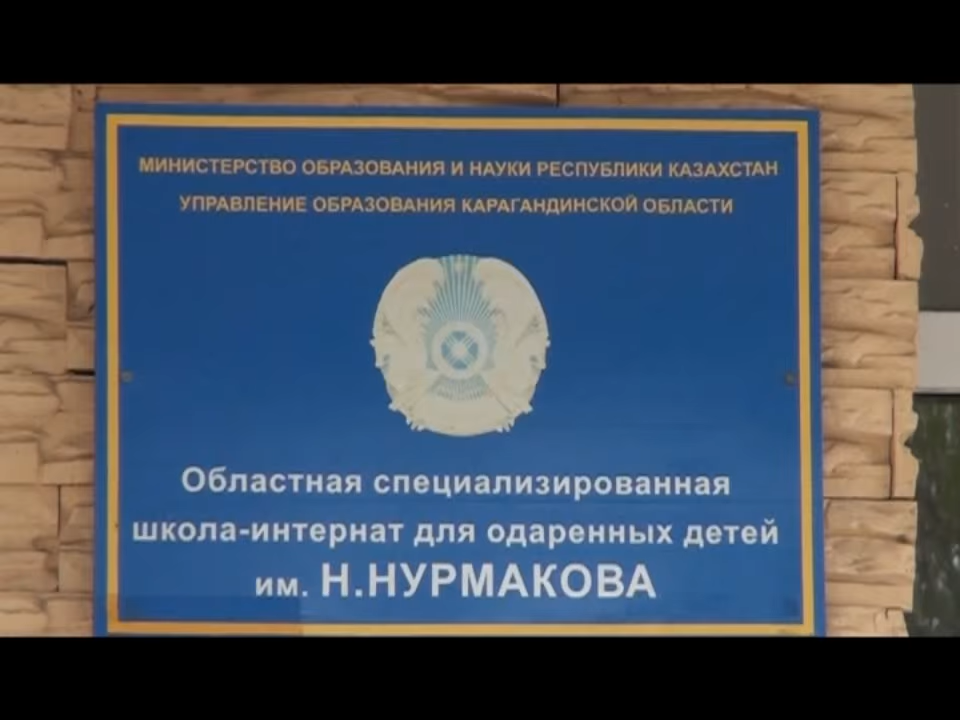 МИНИСТЕРСТВО ОБРАЗОВАНИЯ И НАУКИ РЕСПУБЛИКИ КАЗАХСТАН
УПРАВЛЕНИЕ ОБРАЗОВАНИЯ КАРАГАНДИНСКОЙ ОБЛАСТИ
Областная специализированная
школа-интернат для одаренных детей
им. Н.НУРМАКОВА